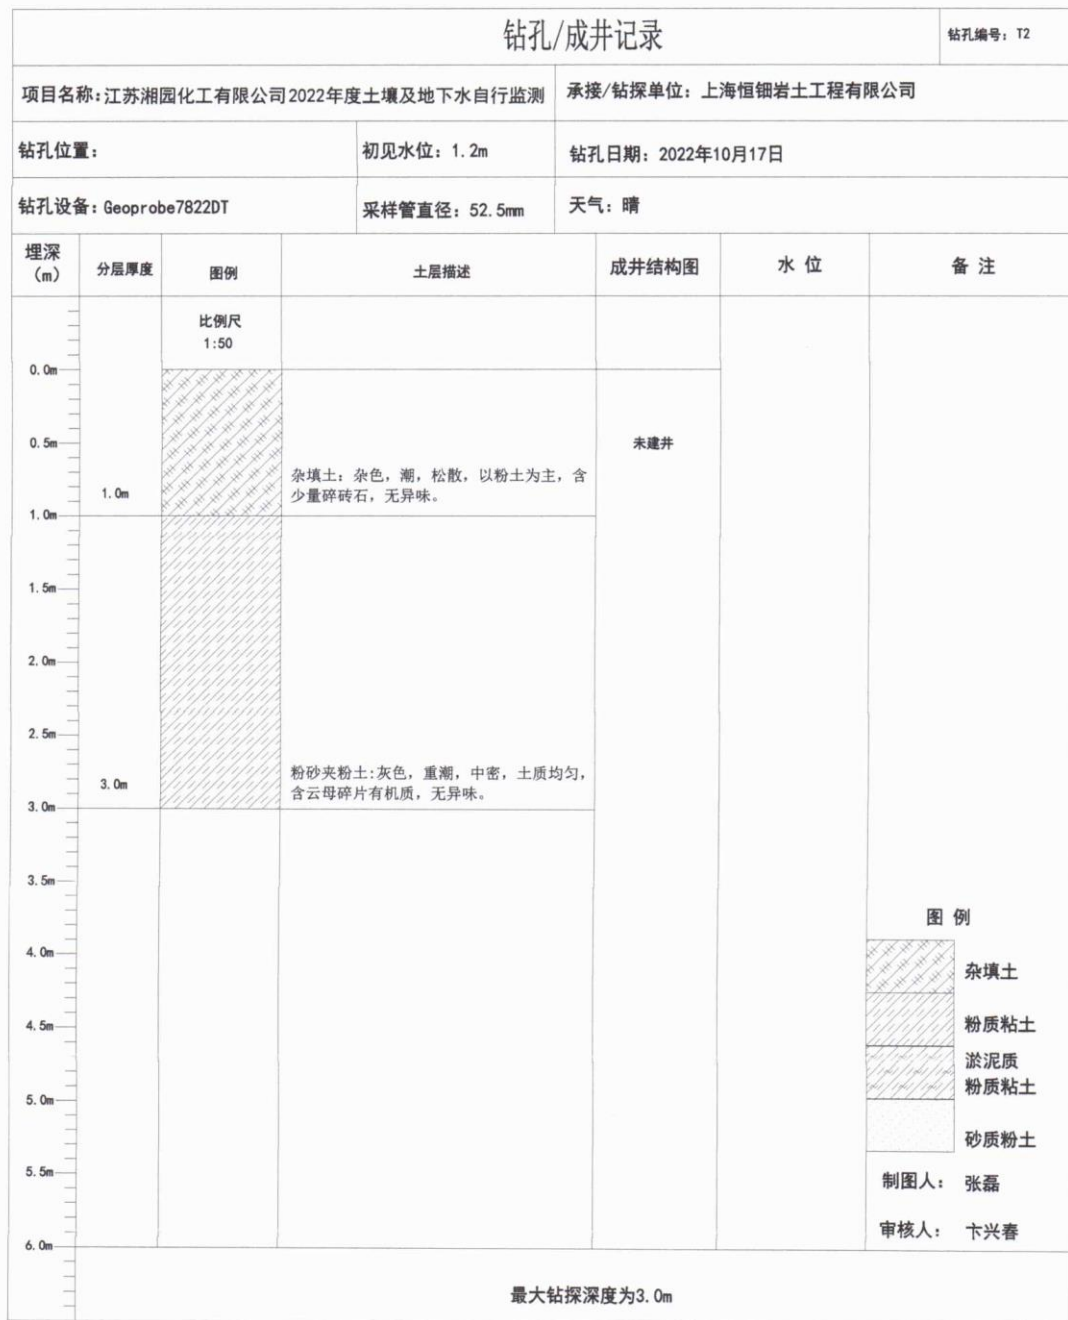 钻孔/成井记录
钻孔编号: T2
项目名称:江苏湘园化工有限公司2022年度土壤及地下水自行监测
承接/钻探单位: 上海恒钿岩土工程有限公司
钻孔位置:
初见水位: 1.2m
钻孔日期: 2022年10月17日
钻孔设备: Geoprobe7822DT
采样管直径: 52.5mm
天气: 晴
埋深
(m)
分层厚度
图例
土层描述
成井结构图
水 位
备 注
比例尺
1:50
0.0m
0.5m
未建井
杂填土: 杂色, 潮, 松散, 以粉土为主, 含
少量碎砖石, 无异味。
1.0m
1.0m
1.5m
2.0m
2.5m
粉砂夹粉土:灰色, 重潮, 中密, 土质均匀,
含云母碎片有机质, 无异味。
3.0m
3.0m
3.5m
图 例
4.0m
杂填土
4.5m
粉质粘土
淤泥质
粉质粘土
5.0m
砂质粉土
5.5m
制图人: 张磊
审核人: 卞兴春
6.0m
最大钻探深度为3.0m